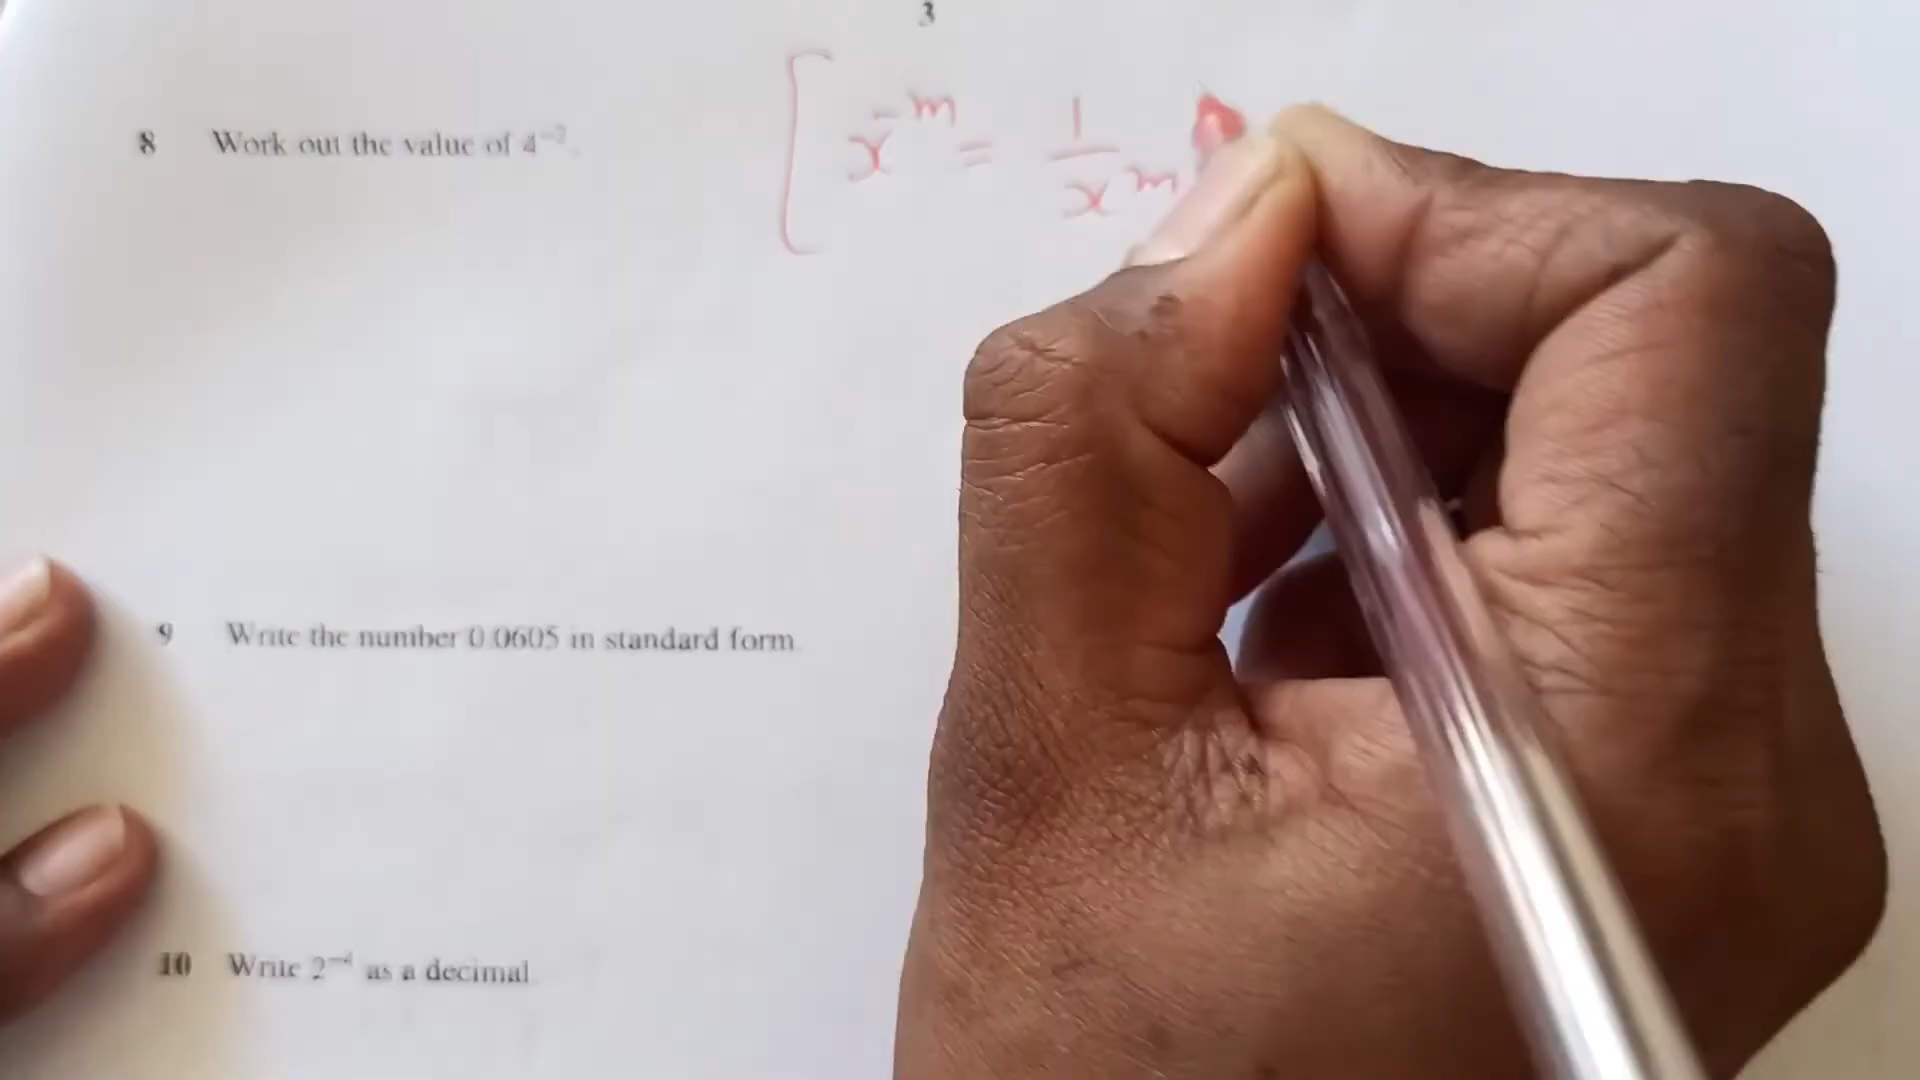 3
8 Work out the value of 4⁻².
[ x⁻ᵐ = 1/xᵐ
9 Write the number 0.0605 in standard form.
10 Write 2⁻⁴ as a decimal.